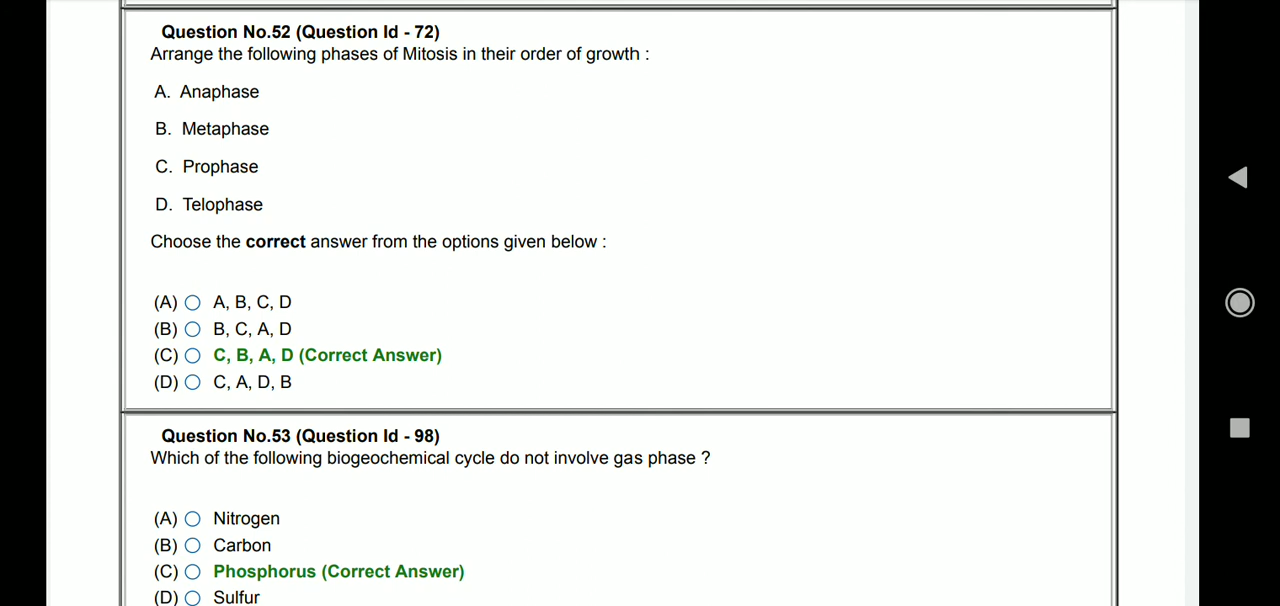 Question No.52 (Question Id - 72)
Arrange the following phases of Mitosis in their order of growth :
A. Anaphase
B. Metaphase
C. Prophase
D. Telophase
Choose the correct answer from the options given below :
(A) A, B, C, D
(B) B, C, A, D
(C) C, B, A, D (Correct Answer)
(D) C, A, D, B
Question No.53 (Question Id - 98)
Which of the following biogeochemical cycle do not involve gas phase ?
(A) Nitrogen
(B) Carbon
(C) Phosphorus (Correct Answer)
(D) Sulfur